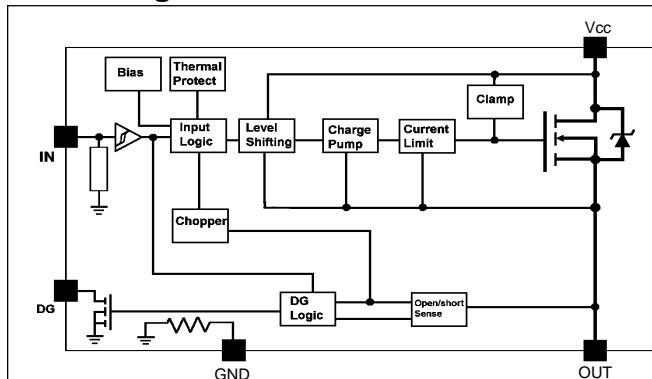 Vcc
Bias
Thermal
Protect
Clamp
Input
Logic
Level
Shifting
Charge
Pump
Current
Limit
IN
Chopper
DG
DG
Logic
Open/short
Sense
GND
OUT